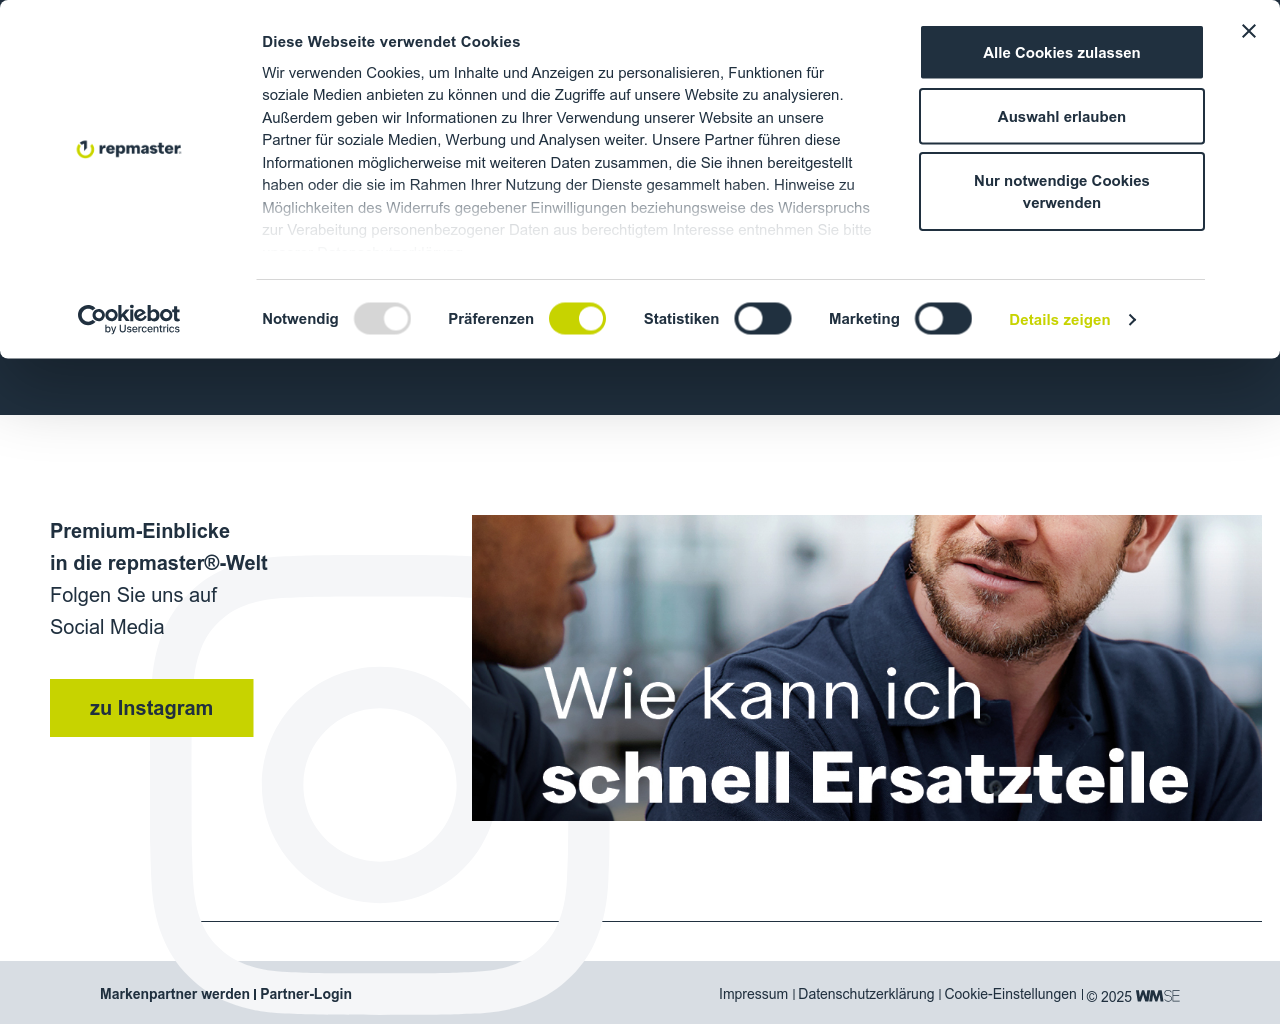 Diese Webseite verwendet Cookies
Wir verwenden Cookies, um Inhalte und Anzeigen zu personalisieren, Funktionen für
soziale Medien anbieten zu können und die Zugriffe auf unsere Website zu analysieren.
Außerdem geben wir Informationen zu Ihrer Verwendung unserer Website an unsere
Partner für soziale Medien, Werbung und Analysen weiter. Unsere Partner führen diese
Informationen möglicherweise mit weiteren Daten zusammen, die Sie ihnen bereitgestellt
haben oder die sie im Rahmen Ihrer Nutzung der Dienste gesammelt haben. Hinweise zu
Möglichkeiten des Widerrufs gegebener Einwilligungen beziehungsweise des Widerspruchs
zur Verabeitung personenbezogener Daten aus berechtigtem Interesse entnehmen Sie bitte
Alle Cookies zulassen
Auswahl erlauben
Nur notwendige Cookies
verwenden
repmaster
Cookiebot
by Usercentrics
Notwendig
Präferenzen
Statistiken
Marketing
Details zeigen
Premium-Einblicke
in die repmaster®-Welt
Folgen Sie uns auf
Social Media
zu Instagram
Wie kann ich
schnell Ersatzteile
Markenpartner werden | Partner-Login
Impressum | Datenschutzerklärung | Cookie-Einstellungen | © 2025 WMSE